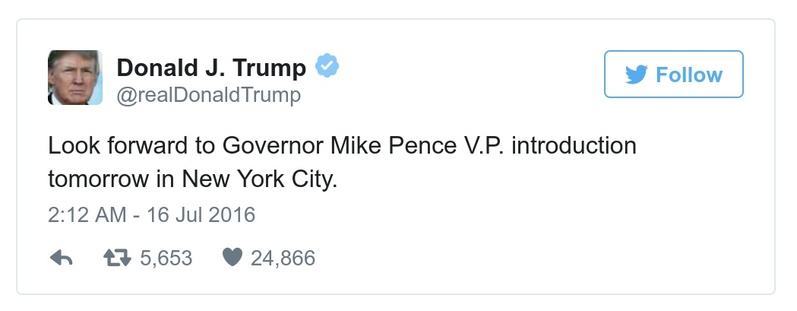 Donald J. Trump
@realDonaldTrump
Follow
Look forward to Governor Mike Pence V.P. introduction
tomorrow in New York City.
2:12 AM - 16 Jul 2016
5,653 24,866